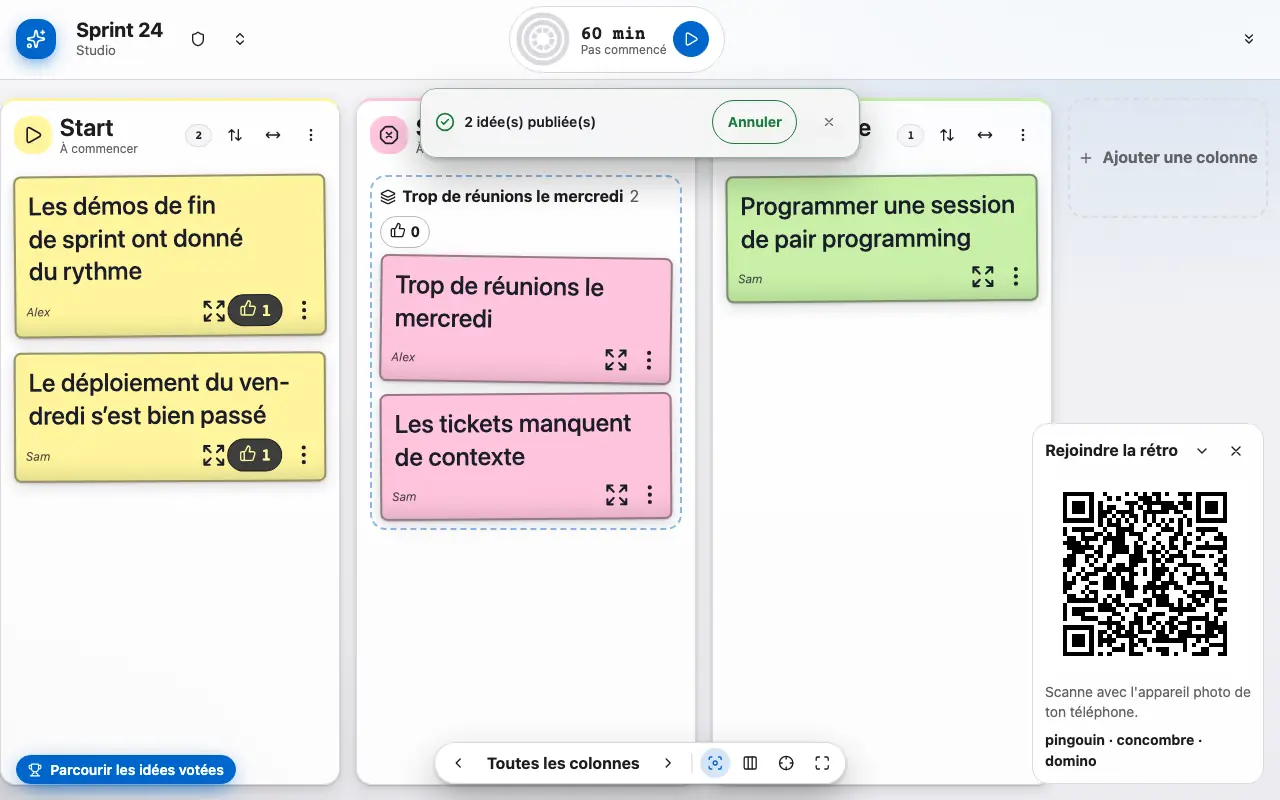 Sprint 24
Studio
60 min
Pas commencé
2 idée(s) publiée(s)
Annuler
Start
À commencer
2
1
Ajouter une colonne
Les démos de fin
de sprint ont donné
du rythme
Alex
1
Le déploiement du ven-
dredi s’est bien passé
Sam
1
Trop de réunions le mercredi 2
0
Trop de réunions le
mercredi
Alex
Les tickets manquent
de contexte
Sam
Programmer une session
de pair programming
Sam
Rejoindre la rétro
Scanne avec l'appareil photo de
ton téléphone.
pingouin · concombre ·
domino
Parcourir les idées votées
Toutes les colonnes